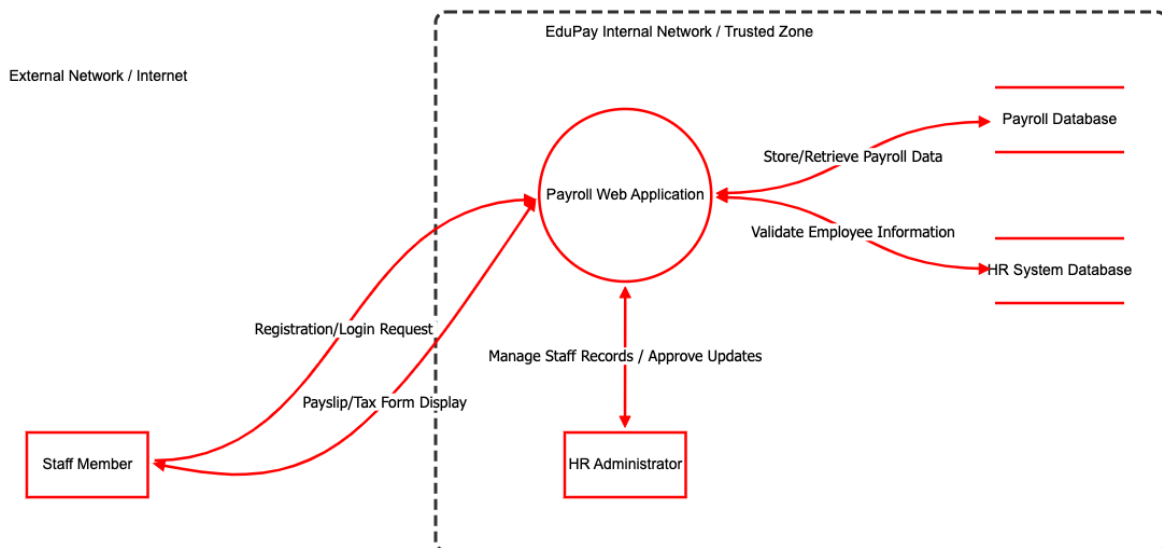 EduPay Internal Network / Trusted Zone
External Network / Internet
Payroll Database
Store/Retrieve Payroll Data
Payroll Web Application
Validate Employee Information
HR System Database
Registration/Login Request
Manage Staff Records / Approve Updates
Payslip/Tax Form Display
Staff Member
HR Administrator